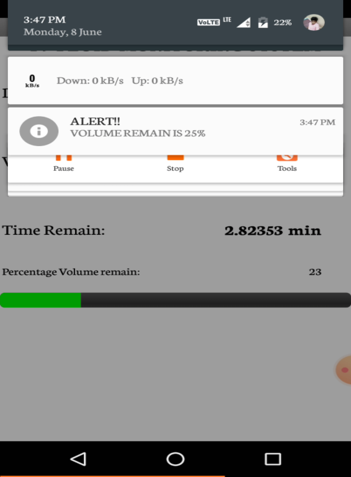 3:47 PM
VoLTE LTE 22%
Monday, 8 June
0
kB/s
Down: 0 kB/s Up: 0 kB/s
ALERT!!
3:47 PM
VOLUME REMAIN IS 25%
Pause
Stop
Tools
Time Remain:
2.82353 min
Percentage Volume remain:
23